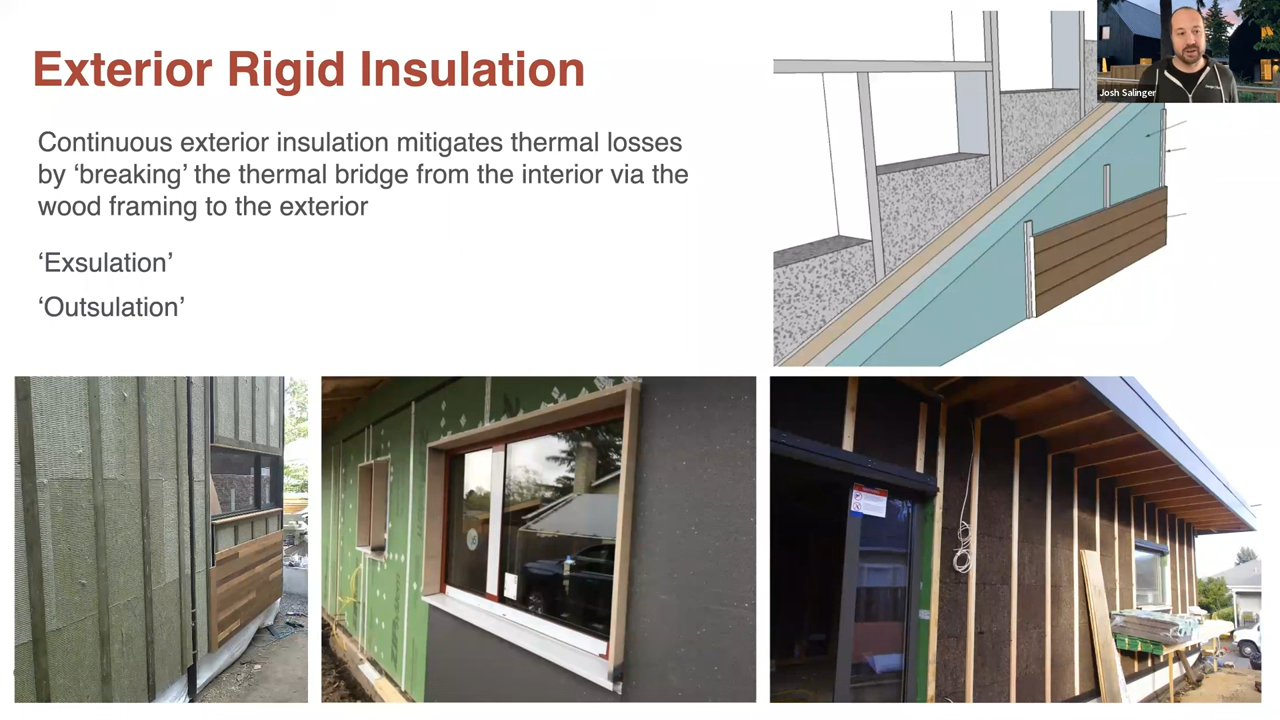 Exterior Rigid Insulation
Continuous exterior insulation mitigates thermal losses
by ‘breaking’ the thermal bridge from the interior via the
wood framing to the exterior
‘Exsulation’
‘Outsulation’
Josh Salinger